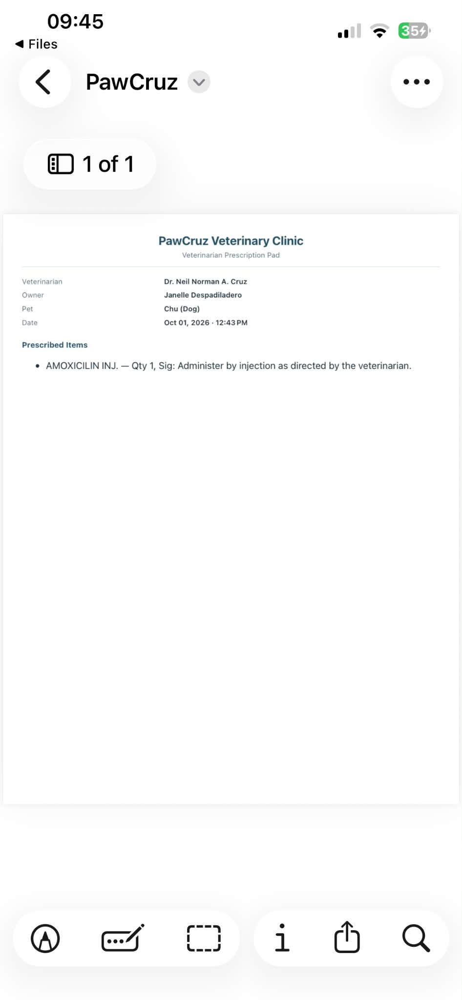 09:45
◀ Files
35
PawCruz
1 of 1
PawCruz Veterinary Clinic
Veterinarian Prescription Pad
Veterinarian Dr. Neil Norman A. Cruz
Owner Janelle Despadiladero
Pet Chu (Dog)
Date Oct 01, 2026 · 12:43 PM
Prescribed Items
• AMOXICILIN INJ. — Qty 1, Sig: Administer by injection as directed by the veterinarian.